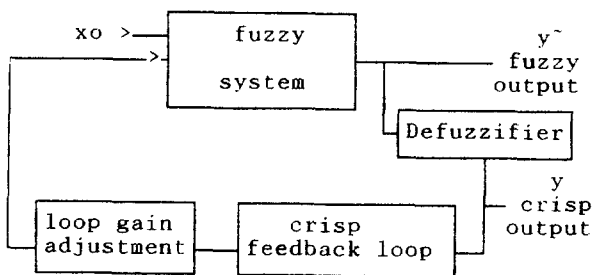 xo >
>
fuzzy
system
y~
fuzzy
output
Defuzzifier
y
crisp
output
loop gain
adjustment
crisp
feedback loop